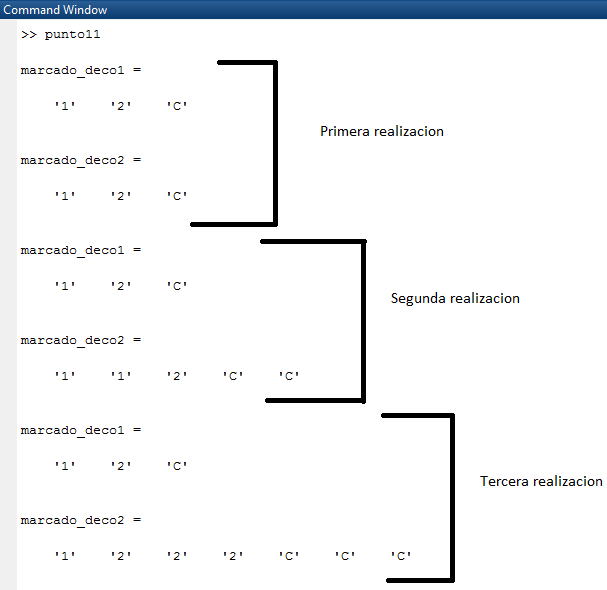 Command Window
>> punto11
marcado_deco1 =
'1' '2' 'C'
Primera realizacion
marcado_deco2 =
'1' '2' 'C'
marcado_deco1 =
'1' '2' 'C'
Segunda realizacion
marcado_deco2 =
'1' '1' '2' 'C' 'C'
marcado_deco1 =
'1' '2' 'C'
Tercera realizacion
marcado_deco2 =
'1' '2' '2' '2' 'C' 'C' 'C'